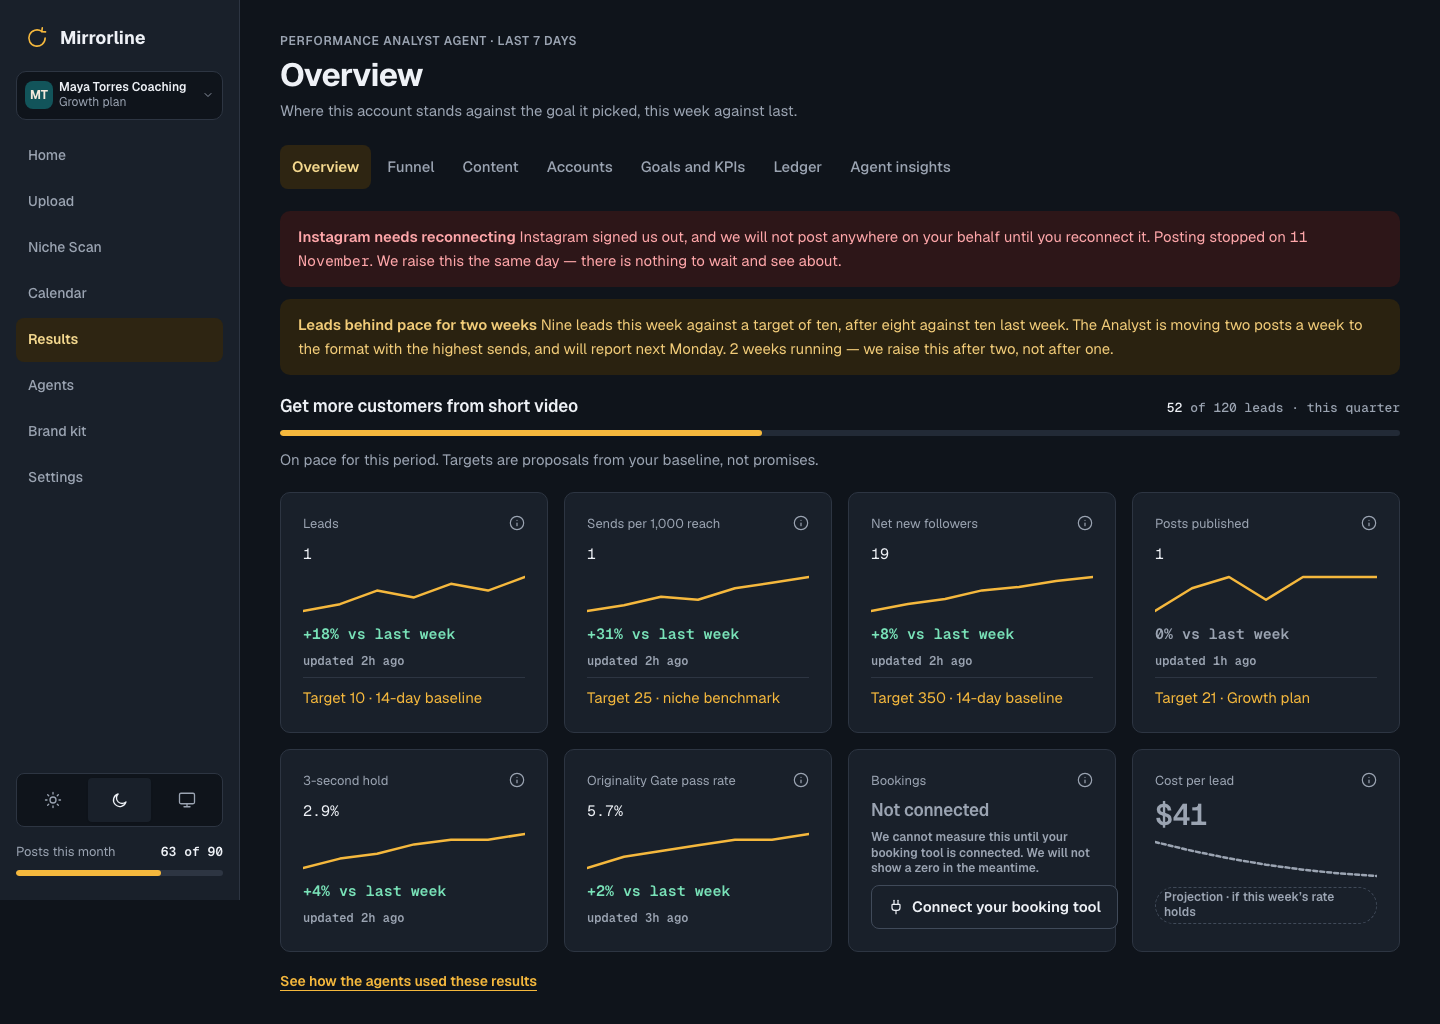 Mirrorline
MT
Maya Torres Coaching
Growth plan
Home
Upload
Niche Scan
Calendar
Results
Agents
Brand kit
Settings
Posts this month 63 of 90
PERFORMANCE ANALYST AGENT · LAST 7 DAYS
Overview
Where this account stands against the goal it picked, this week against last.
Overview Funnel Content Accounts Goals and KPIs Ledger Agent insights
Instagram needs reconnecting Instagram signed us out, and we will not post anywhere on your behalf until you reconnect it. Posting stopped on 11
November. We raise this the same day — there is nothing to wait and see about.
Leads behind pace for two weeks Nine leads this week against a target of ten, after eight against ten last week. The Analyst is moving two posts a week to
the format with the highest sends, and will report next Monday. 2 weeks running — we raise this after two, not after one.
Get more customers from short video
52 of 120 leads · this quarter
On pace for this period. Targets are proposals from your baseline, not promises.
Leads
1
+18% vs last week
updated 2h ago
Target 10 · 14-day baseline
Sends per 1,000 reach
1
+31% vs last week
updated 2h ago
Target 25 · niche benchmark
Net new followers
19
+8% vs last week
updated 2h ago
Target 350 · 14-day baseline
Posts published
1
0% vs last week
updated 1h ago
Target 21 · Growth plan
3-second hold
2.9%
+4% vs last week
updated 2h ago
Originality Gate pass rate
5.7%
+2% vs last week
updated 3h ago
Bookings
Not connected
We cannot measure this until your
booking tool is connected. We will not
show a zero in the meantime.
Connect your booking tool
Cost per lead
$41
Projection · if this week's rate
holds
See how the agents used these results